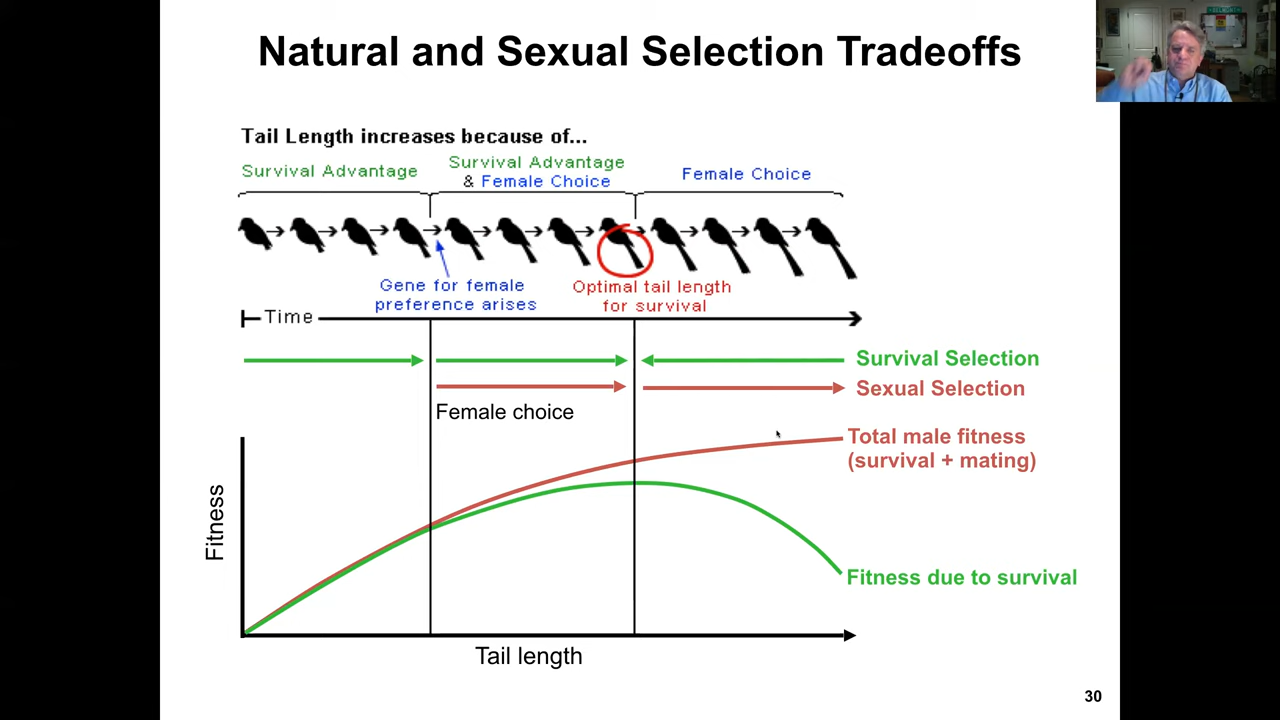 Natural and Sexual Selection Tradeoffs
Tail Length increases because of...
Survival Advantage
Survival Advantage
& Female Choice
Female Choice
Gene for female
preference arises
Optimal tail length
for survival
Time
Survival Selection
Sexual Selection
Female choice
Total male fitness
(survival + mating)
Fitness
Fitness due to survival
Tail length
30